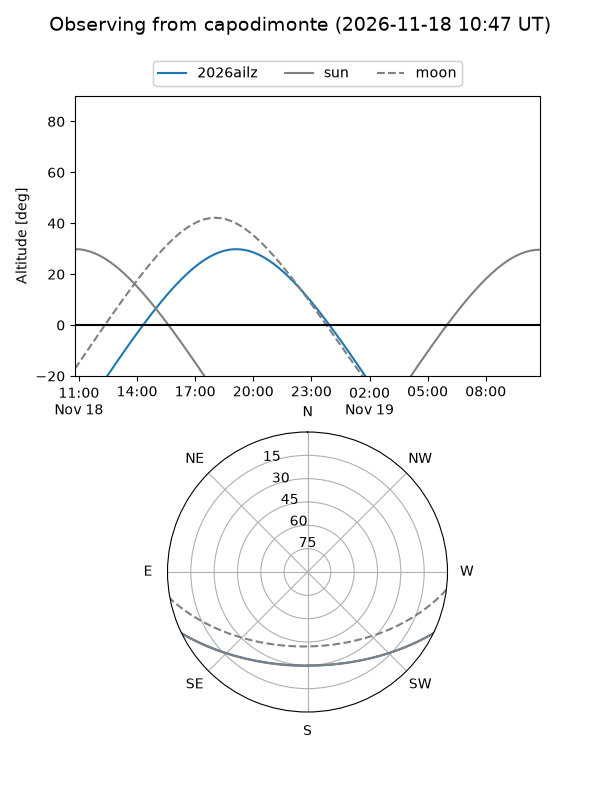 Observing from capodimonte (2026-11-18 10:47 UT)
2026ailz sun moon
80
60
40
20
0
−20
Altitude [deg]
11:00 14:00 17:00 20:00 23:00 02:00 05:00 08:00
Nov 18 Nov 19
N
NE NW
15
30
45
60
75
E W
SE SW
S